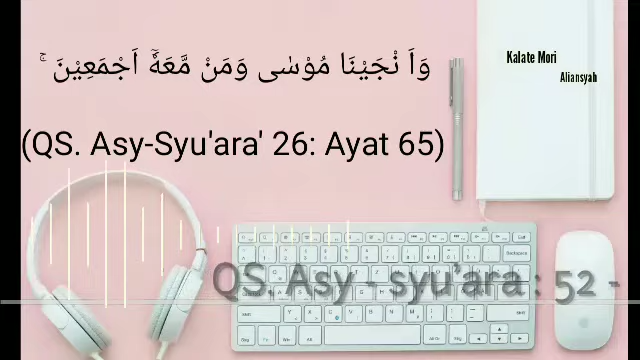 وَاَ نْجَيْنَا مُوْسٰى وَمَنْ مَّعَهٗۤ اَجْمَعِيْنَ ۚ
Kalate Mori
Aliansyah
(QS. Asy-Syu'ara' 26: Ayat 65)
QS. Asy - syu'ara : 52 -